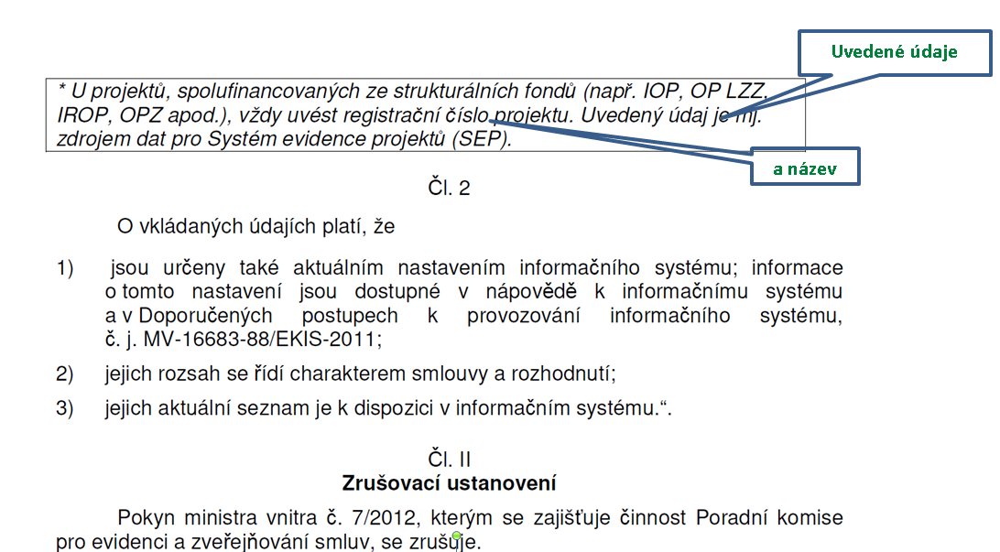 Uvedené údaje
* U projektů, spolufinancovaných ze strukturálních fondů (např. IOP, OP LZZ,
IROP, OPZ apod.), vždy uvést registrační číslo projektu. Uvedený údaj je mj.
zdrojem dat pro Systém evidence projektů (SEP).
a název
Čl. 2
O vkládaných údajích platí, že
1) jsou určeny také aktuálním nastavením informačního systému; informace
o tomto nastavení jsou dostupné v nápovědě k informačnímu systému
a v Doporučených postupech k provozování informačního systému,
č. j. MV-16683-88/EKIS-2011;
2) jejich rozsah se řídí charakterem smlouvy a rozhodnutí;
3) jejich aktuální seznam je k dispozici v informačním systému.“.
Čl. II
Zrušovací ustanovení
Pokyn ministra vnitra č. 7/2012, kterým se zajišťuje činnost Poradní komise
pro evidenci a zveřejňování smluv, se zrušuje.